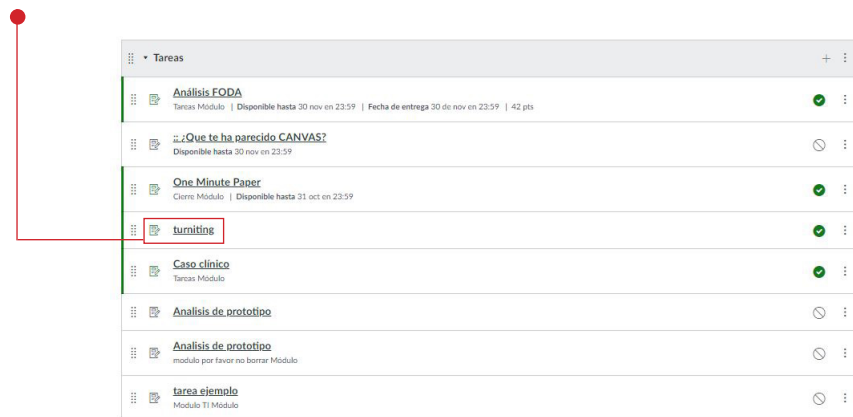 Tareas
Análisis FODA
Tareas Módulo | Disponible hasta 30 nov en 23:59 | Fecha de entrega 30 de nov en 23:59 | 42 pts
:: ¿Que te ha parecido CANVAS?
Disponible hasta 30 nov en 23:59
One Minute Paper
Cierre Módulo | Disponible hasta 31 oct en 23:59
turniting
Caso clínico
Tareas Módulo
Analisis de prototipo
Analisis de prototipo
modulo por favor no borrar Módulo
tarea ejemplo
Modulo TI Módulo